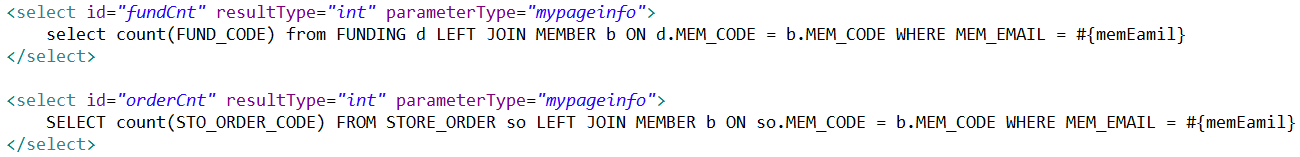 <select id="fundCnt" resultType="int" parameterType="mypageinfo">
    select count(FUND_CODE) from FUNDING d LEFT JOIN MEMBER b ON d.MEM_CODE = b.MEM_CODE WHERE MEM_EMAIL = #{memEamil}
</select>
<select id="orderCnt" resultType="int" parameterType="mypageinfo">
    SELECT count(STO_ORDER_CODE) FROM STORE_ORDER so LEFT JOIN MEMBER b ON so.MEM_CODE = b.MEM_CODE WHERE MEM_EMAIL = #{memEamil}
</select>